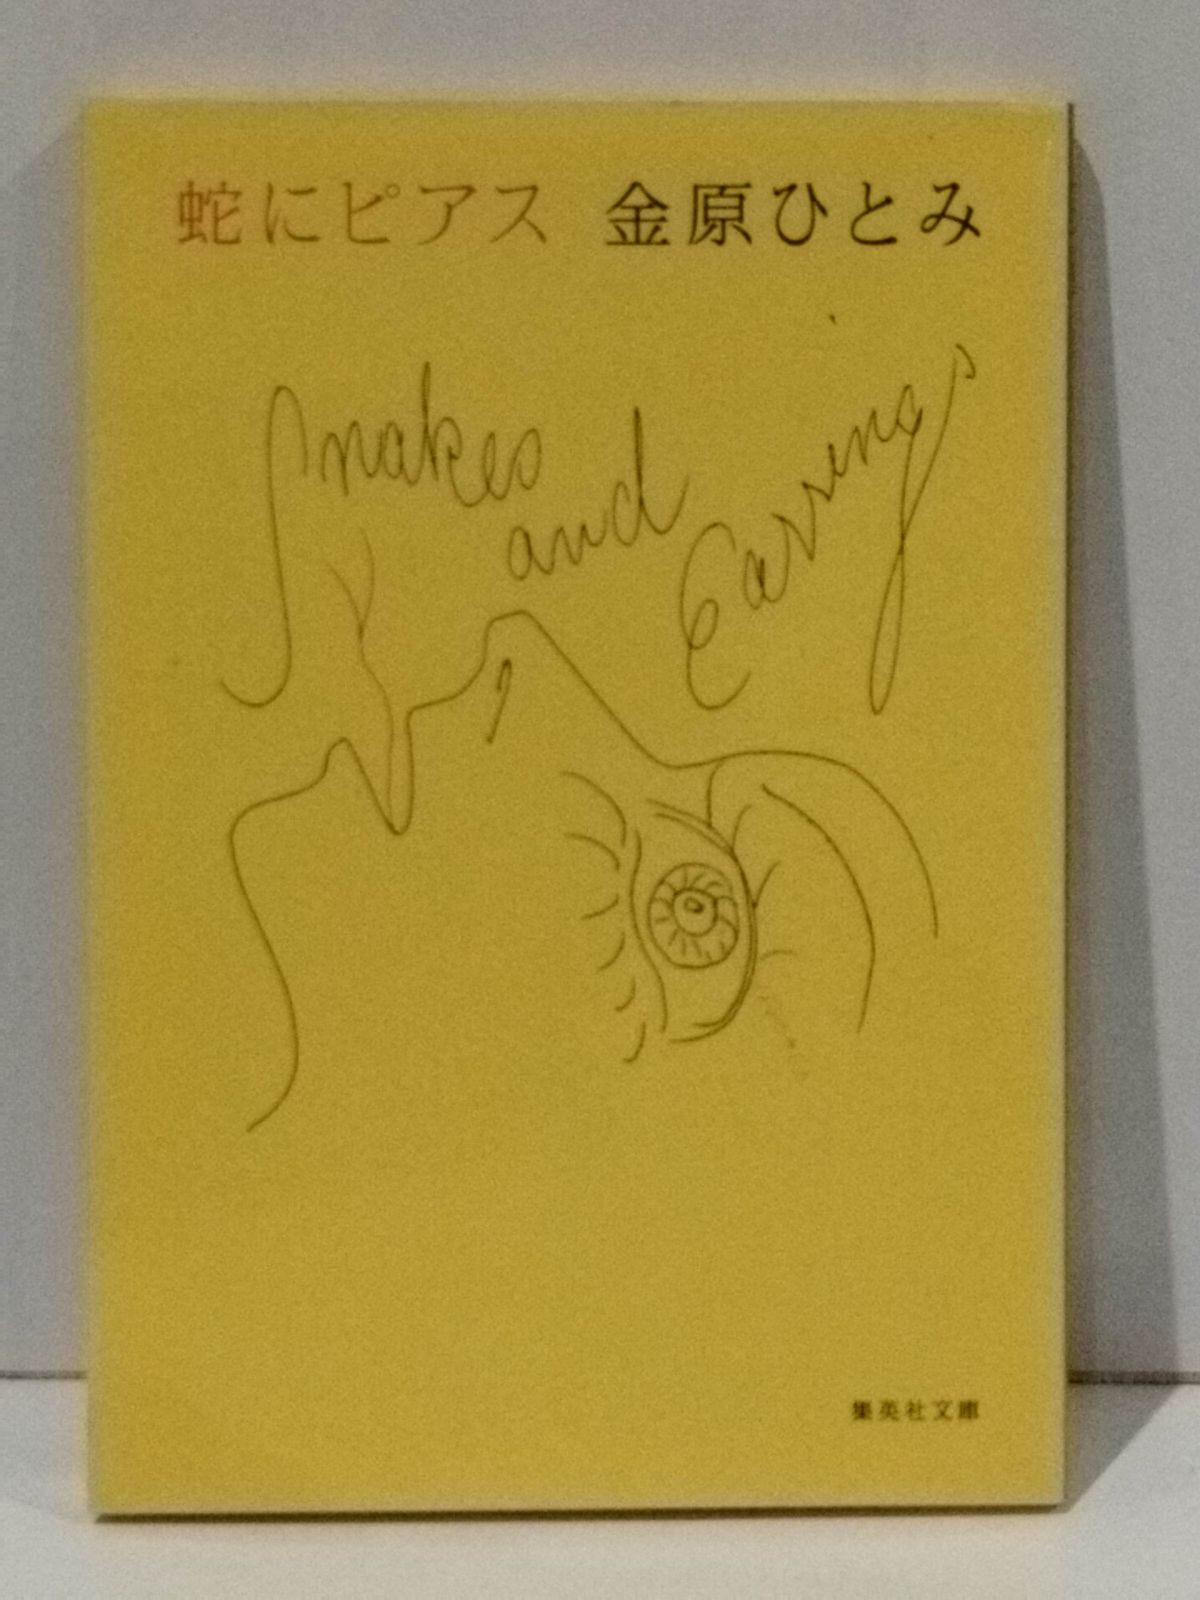 蛇にピアス 金原ひとみ
Snakes
and
Earrings
集英社文庫